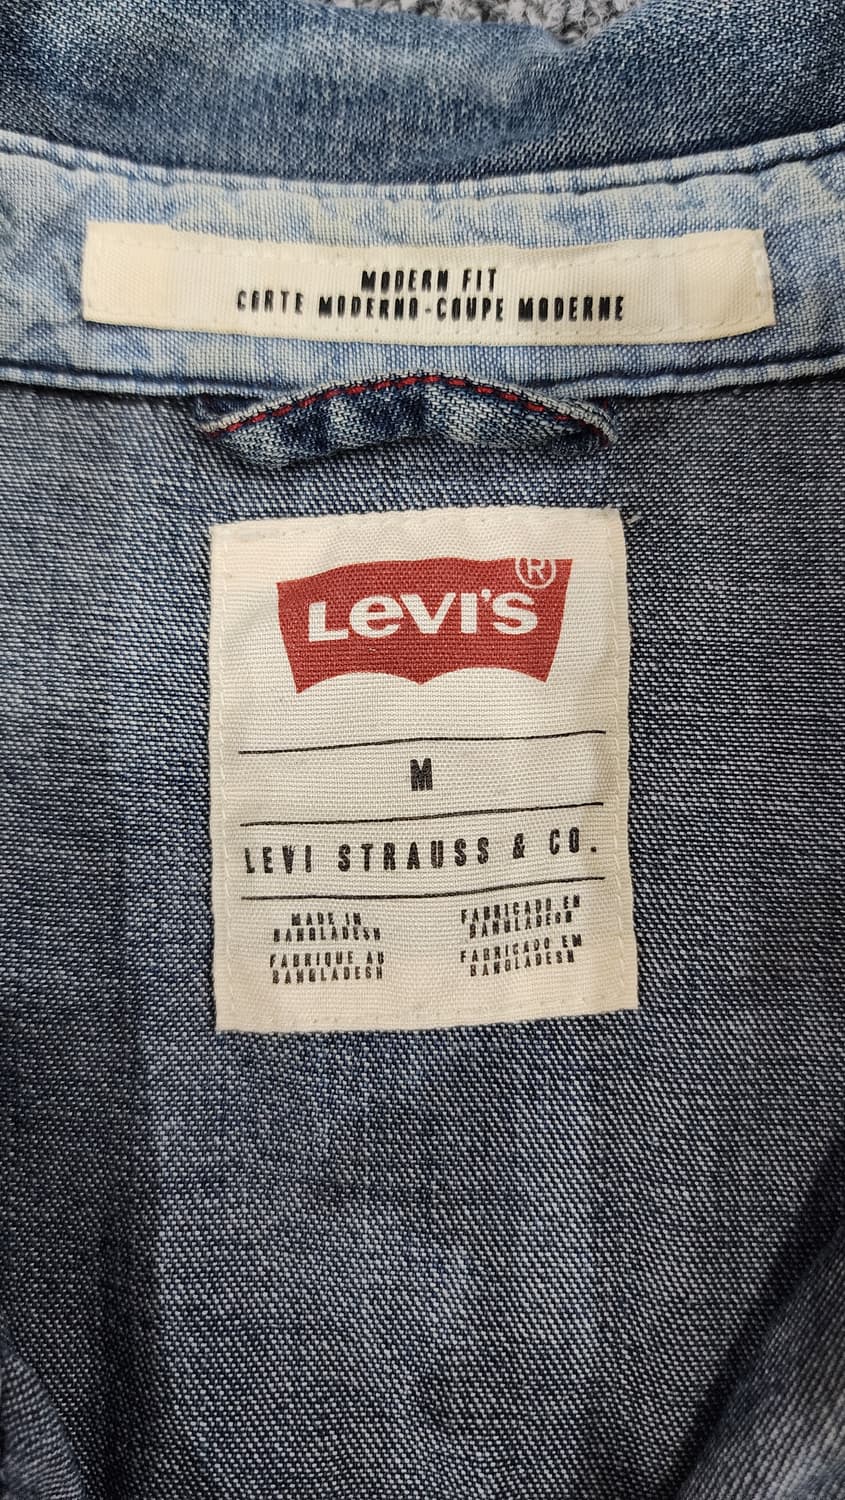 MODERN FIT
CORTE MODERNO-COUPE MODERNE
LEVI'S®
M
LEVI STRAUSS & CO.
MADE IN
BANGLADESH
FABRIQUE AU
BANGLADESH
FABRICADO EN
BANGLADESH
FABRICADO EM
BANGLADESH